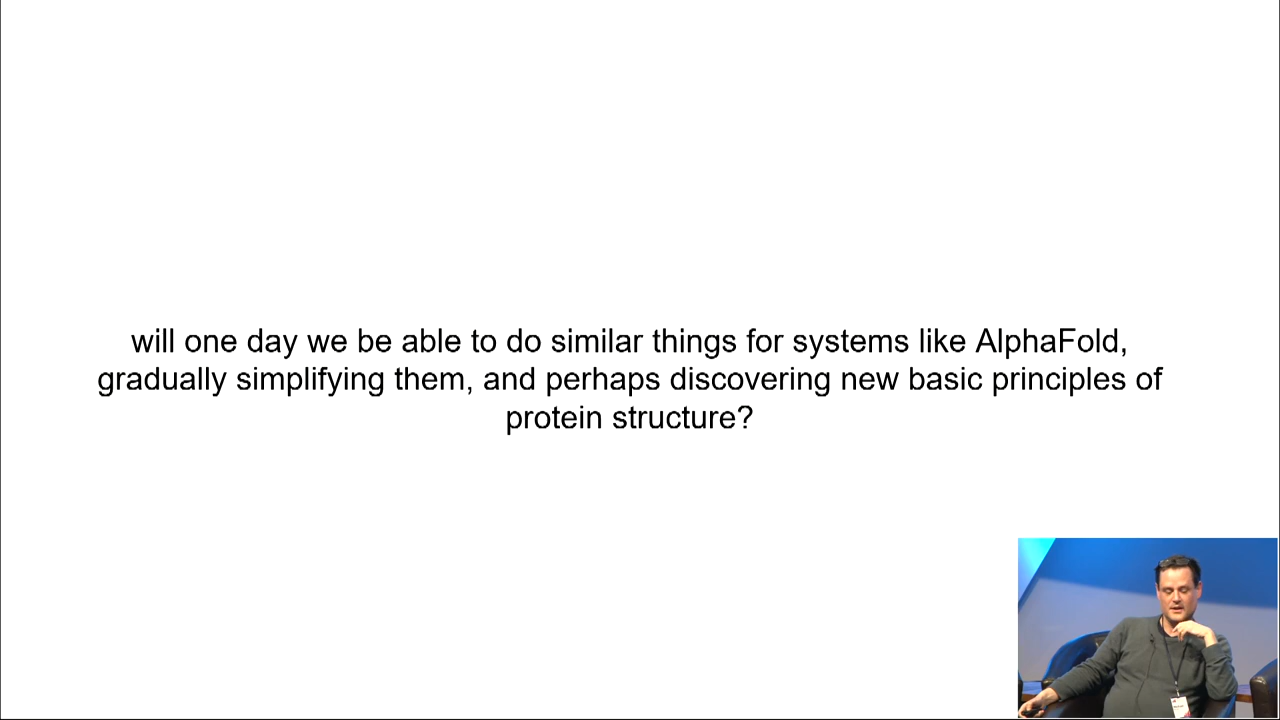 will one day we be able to do similar things for systems like AlphaFold,
gradually simplifying them, and perhaps discovering new basic principles of
protein structure?